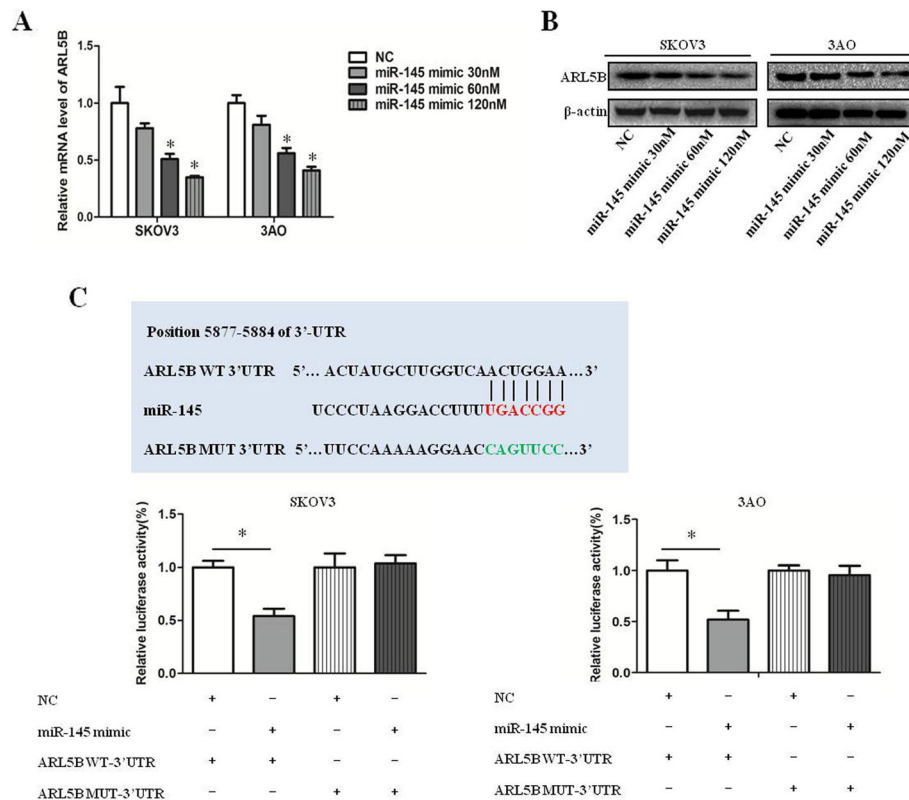 A
Relative mRNA level of ARL5B
1.5
1.0
0.5
0.0
* * * *
SKOV3 3AO
NC
miR-145 mimic 30nM
miR-145 mimic 60nM
miR-145 mimic 120nM
B
SKOV3 3AO
ARL5B
β-actin
NC
miR-145 mimic 30nM
miR-145 mimic 60nM
miR-145 mimic 120nM
NC
miR-145 mimic 30nM
miR-145 mimic 60nM
miR-145 mimic 120nM
C
Position 5877-5884 of 3’-UTR
ARL5B WT 3’UTR 5’… ACUAUGCUUGGUCAACUGGAA…3’
miR-145 UCCCUAAGGACCUUUUGACCGG
ARL5B MUT 3’UTR 5’…UUCCAAAAAGGAACCAGUUCC…3’
SKOV3
Relative luciferase activity(%)
1.5
1.0
0.5
0.0
*
NC + – + –
miR-145 mimic – + – +
ARL5B WT-3’UTR + + – –
ARL5B MUT-3’UTR – – + +
3AO
Relative luciferase activity(%)
1.5
1.0
0.5
0.0
*
NC + – + –
miR-145 mimic – + – +
ARL5B WT-3’UTR + + – –
ARL5B MUT-3’UTR – – + +